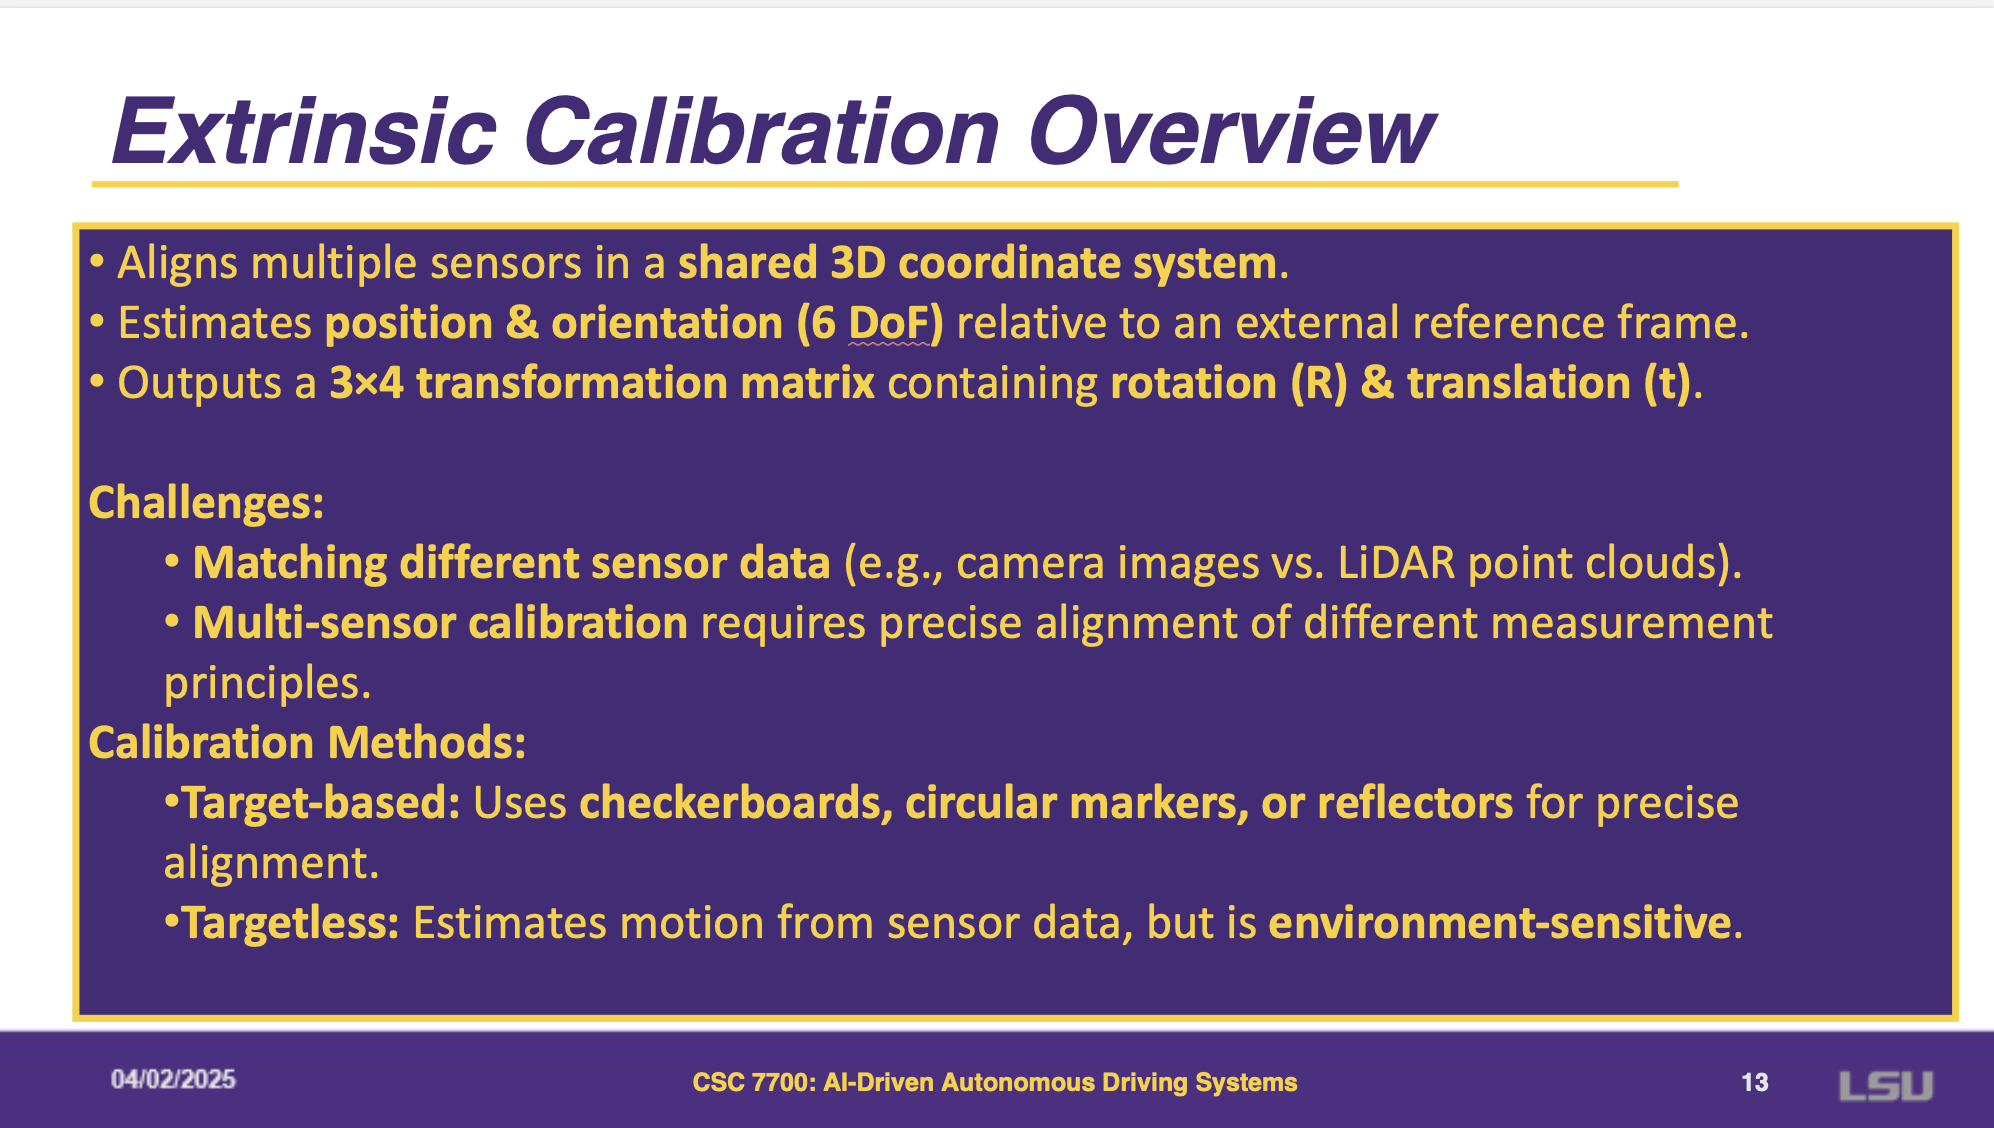 Extrinsic Calibration Overview
• Aligns multiple sensors in a shared 3D coordinate system.
• Estimates position & orientation (6 DoF) relative to an external reference frame.
• Outputs a 3×4 transformation matrix containing rotation (R) & translation (t).
Challenges:
• Matching different sensor data (e.g., camera images vs. LiDAR point clouds).
• Multi-sensor calibration requires precise alignment of different measurement
principles.
Calibration Methods:
•Target-based: Uses checkerboards, circular markers, or reflectors for precise
alignment.
•Targetless: Estimates motion from sensor data, but is environment-sensitive.
04/02/2025
CSC 7700: AI-Driven Autonomous Driving Systems
13
LSU